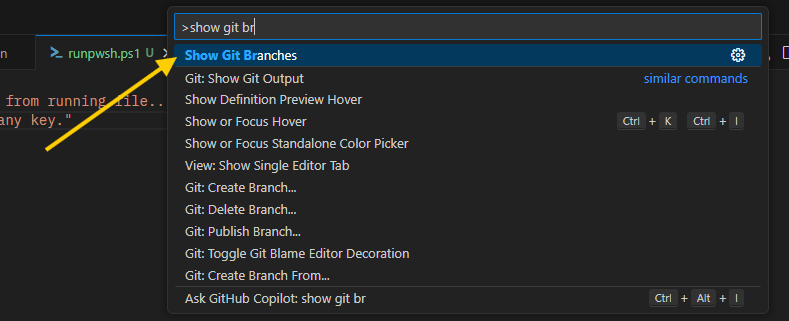 >show git br
n
runpwsh.ps1 U
Show Git Branches
Git: Show Git Output similar commands
from running file..
Show Definition Preview Hover
any key."
Show or Focus Hover Ctrl + K Ctrl + I
Show or Focus Standalone Color Picker
View: Show Single Editor Tab
Git: Create Branch...
Git: Delete Branch...
Git: Publish Branch...
Git: Toggle Git Blame Editor Decoration
Git: Create Branch From...
Ask GitHub Copilot: show git br Ctrl + Alt + I